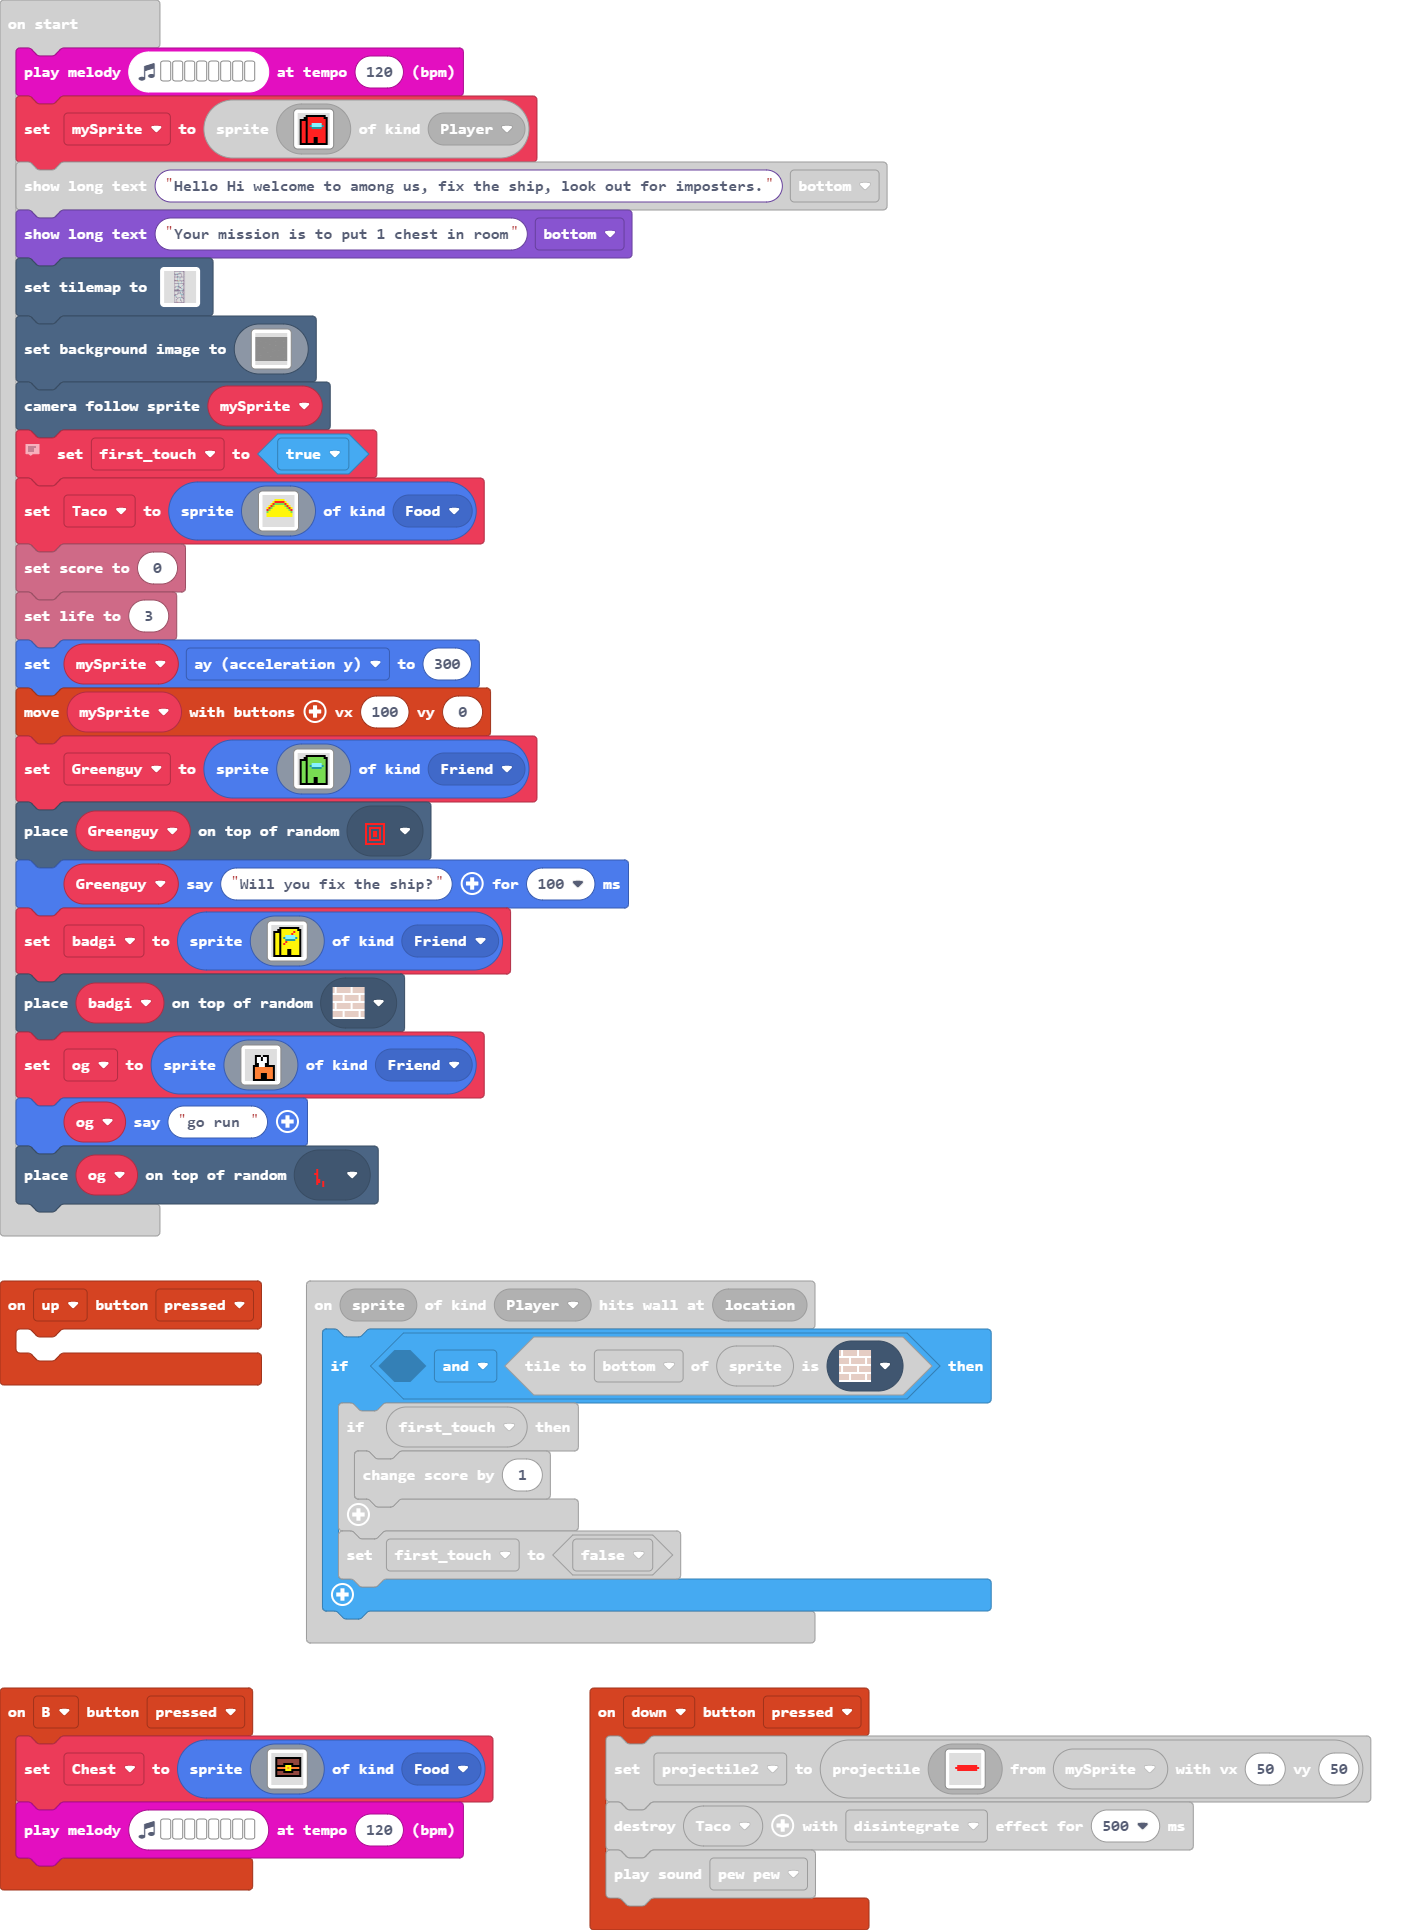 on start
play melody at tempo 120 (bpm)
set mySprite to sprite of kind Player
show long text "Hello Hi welcome to among us, fix the ship, look out for imposters." bottom
show long text "Your mission is to put 1 chest in room" bottom
set tilemap to
set background image to
camera follow sprite mySprite
set first_touch to true
set Taco to sprite of kind Food
set score to 0
set life to 3
set mySprite ay (acceleration y) to 300
move mySprite with buttons vx 100 vy 0
set Greenguy to sprite of kind Friend
place Greenguy on top of random
Greenguy say "Will you fix the ship?" for 100 ms
set badgi to sprite of kind Friend
place badgi on top of random
set og to sprite of kind Friend
og say "go run "
place og on top of random
on up button pressed
on sprite of kind Player hits wall at location
if and tile to bottom of sprite is then
if first_touch then
change score by 1
set first_touch to false
on B button pressed
set Chest to sprite of kind Food
play melody at tempo 120 (bpm)
on down button pressed
set projectile2 to projectile from mySprite with vx 50 vy 50
destroy Taco with disintegrate effect for 500 ms
play sound pew pew